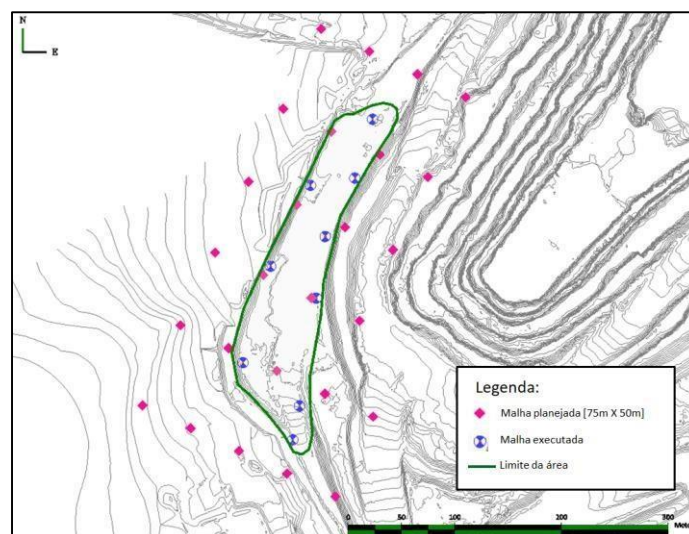 N
E
Legenda:
Malha planejada [75m X 50m]
Malha executada
Limite da área
0 50 100 200 300